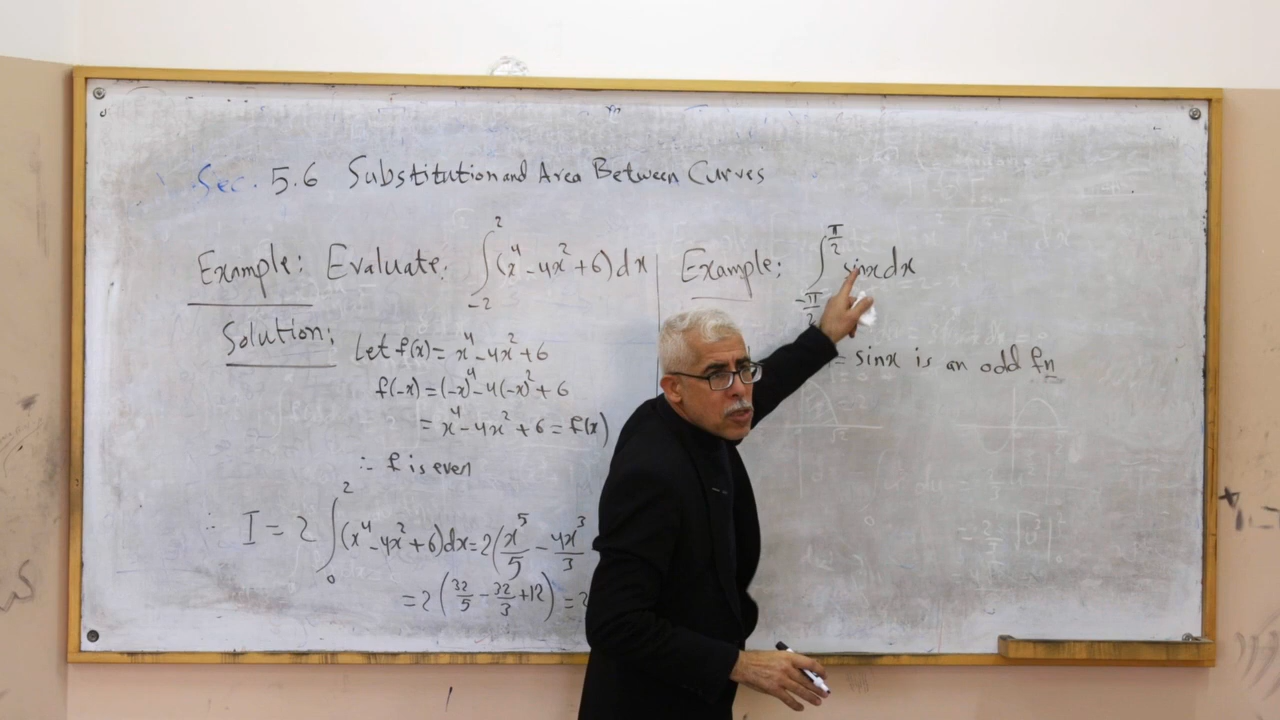 Sec. 5.6 Substitution and Area Between Curves
Example: Evaluate: ∫_{-2}^{2} (x⁴ - 4x² + 6) dx
Solution:
Let f(x) = x⁴ - 4x² + 6
f(-x) = (-x)⁴ - 4(-x)² + 6
= x⁴ - 4x² + 6 = f(x)
∴ f is even
∴ I = 2 ∫_{0}^{2} (x⁴ - 4x² + 6) dx = 2(x⁵/5 - 4x³/3
= 2(32/5 - 32/3 + 12) = 2
Example: ∫_{-π/2}^{π/2} sinx dx
= sinx is an odd fn